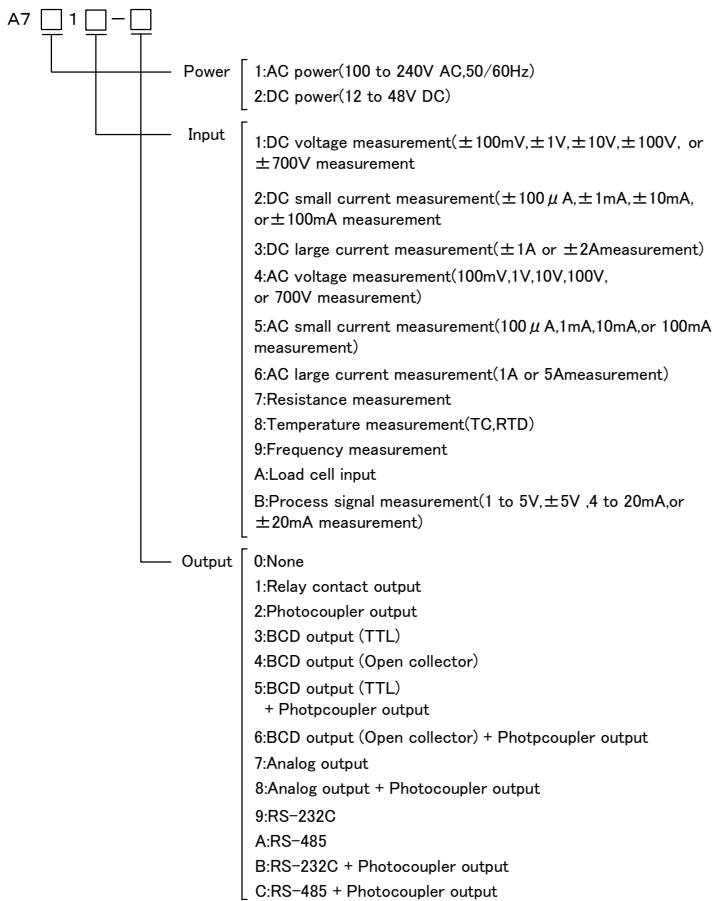 A7 □ 1 □-□
Power
1:AC power(100 to 240V AC,50/60Hz)
2:DC power(12 to 48V DC)
Input
1:DC voltage measurement(±100mV,±1V,±10V,±100V, or
±700V measurement
2:DC small current measurement(±100μA,±1mA,±10mA,
or±100mA measurement
3:DC large current measurement(±1A or ±2Ameasurement)
4:AC voltage measurement(100mV,1V,10V,100V,
or 700V measurement)
5:AC small current measurement(100μA,1mA,10mA,or 100mA
measurement)
6:AC large current measurement(1A or 5Ameasurement)
7:Resistance measurement
8:Temperature measurement(TC,RTD)
9:Frequency measurement
A:Load cell input
B:Process signal measurement(1 to 5V,±5V ,4 to 20mA,or
±20mA measurement)
Output
0:None
1:Relay contact output
2:Photocoupler output
3:BCD output (TTL)
4:BCD output (Open collector)
5:BCD output (TTL)
+ Photpcoupler output
6:BCD output (Open collector) + Photpcoupler output
7:Analog output
8:Analog output + Photocoupler output
9:RS-232C
A:RS-485
B:RS-232C + Photocoupler output
C:RS-485 + Photocoupler output